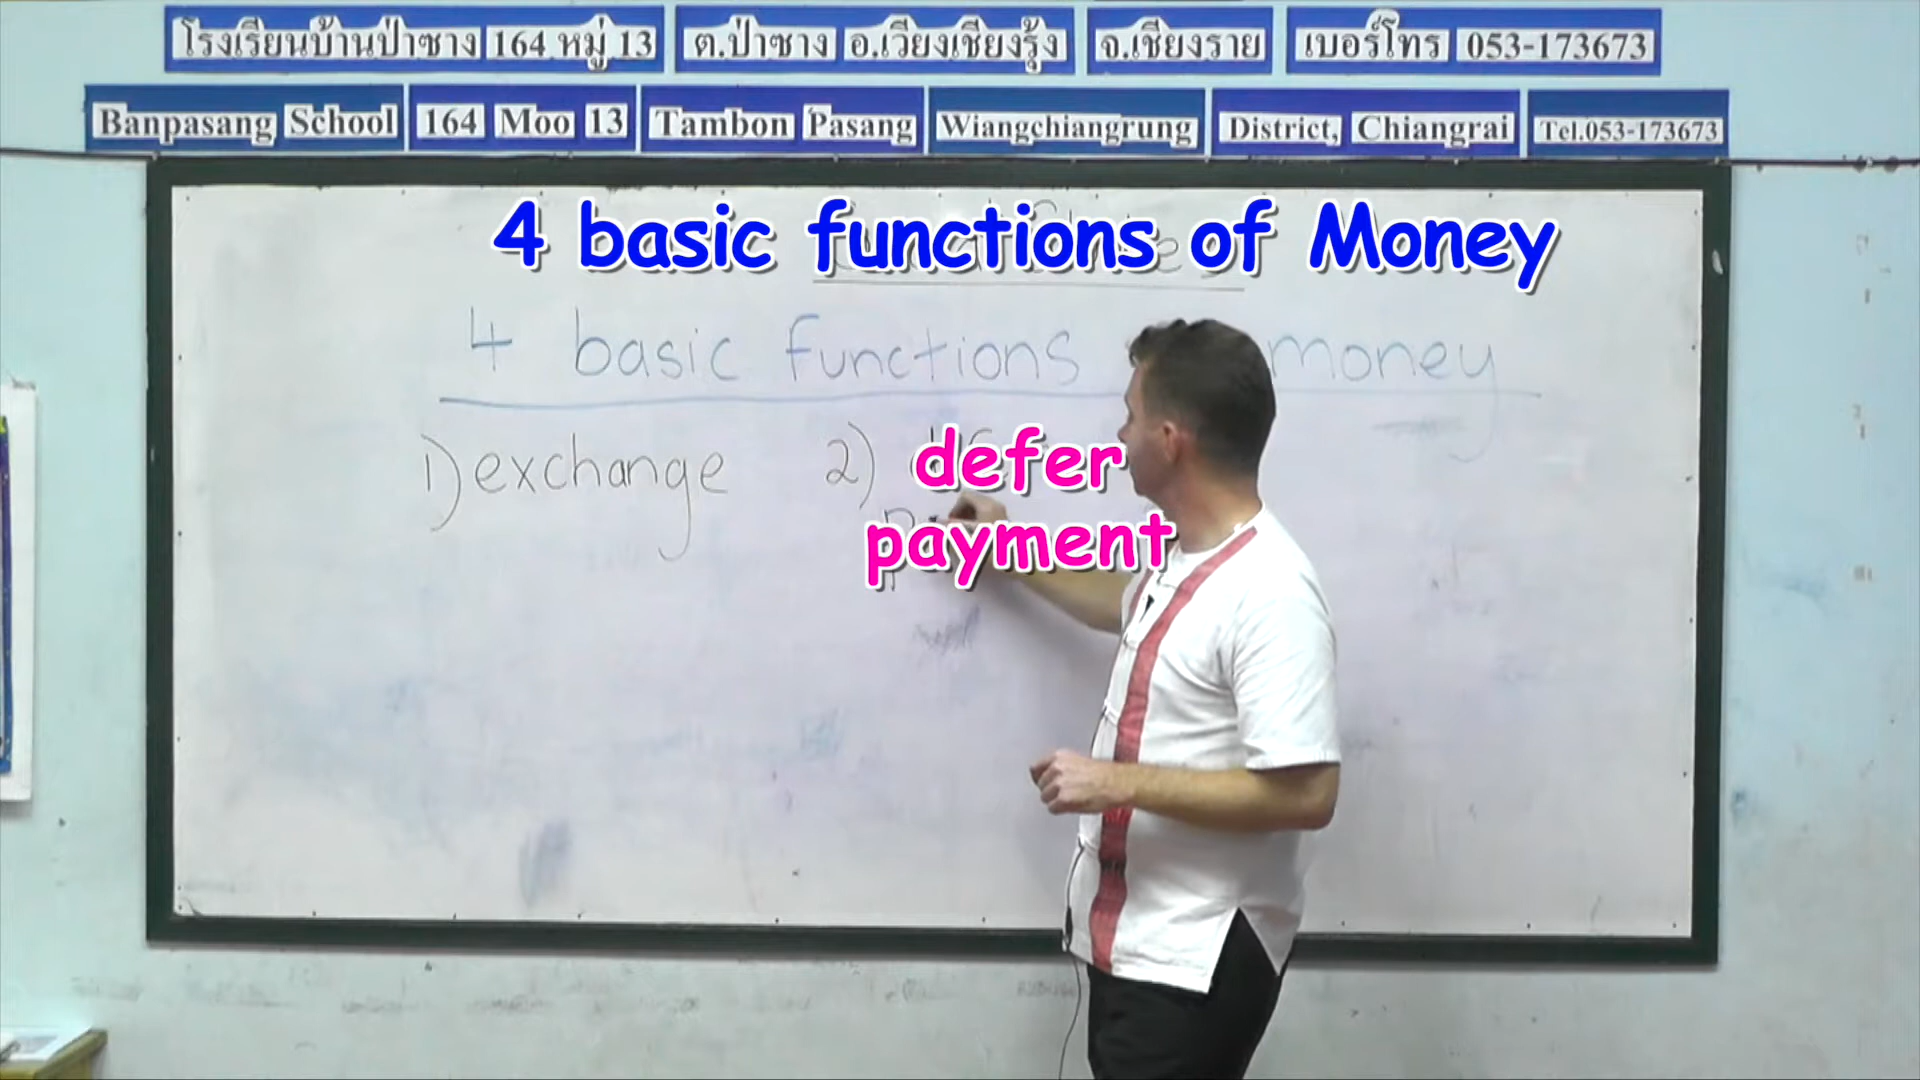 โรงเรียนบ้านป่าซาง 164 หมู่ 13 ต.ป่าซาง อ.เวียงเชียงรุ้ง จ.เชียงราย เบอร์โทร 053-173673
Banpasang School 164 Moo 13 Tambon Pasang Wiangchiangrung District, Chiangrai Tel.053-173673
4 basic functions of Money
4 basic functions money
1) exchange 2)
defer
payment